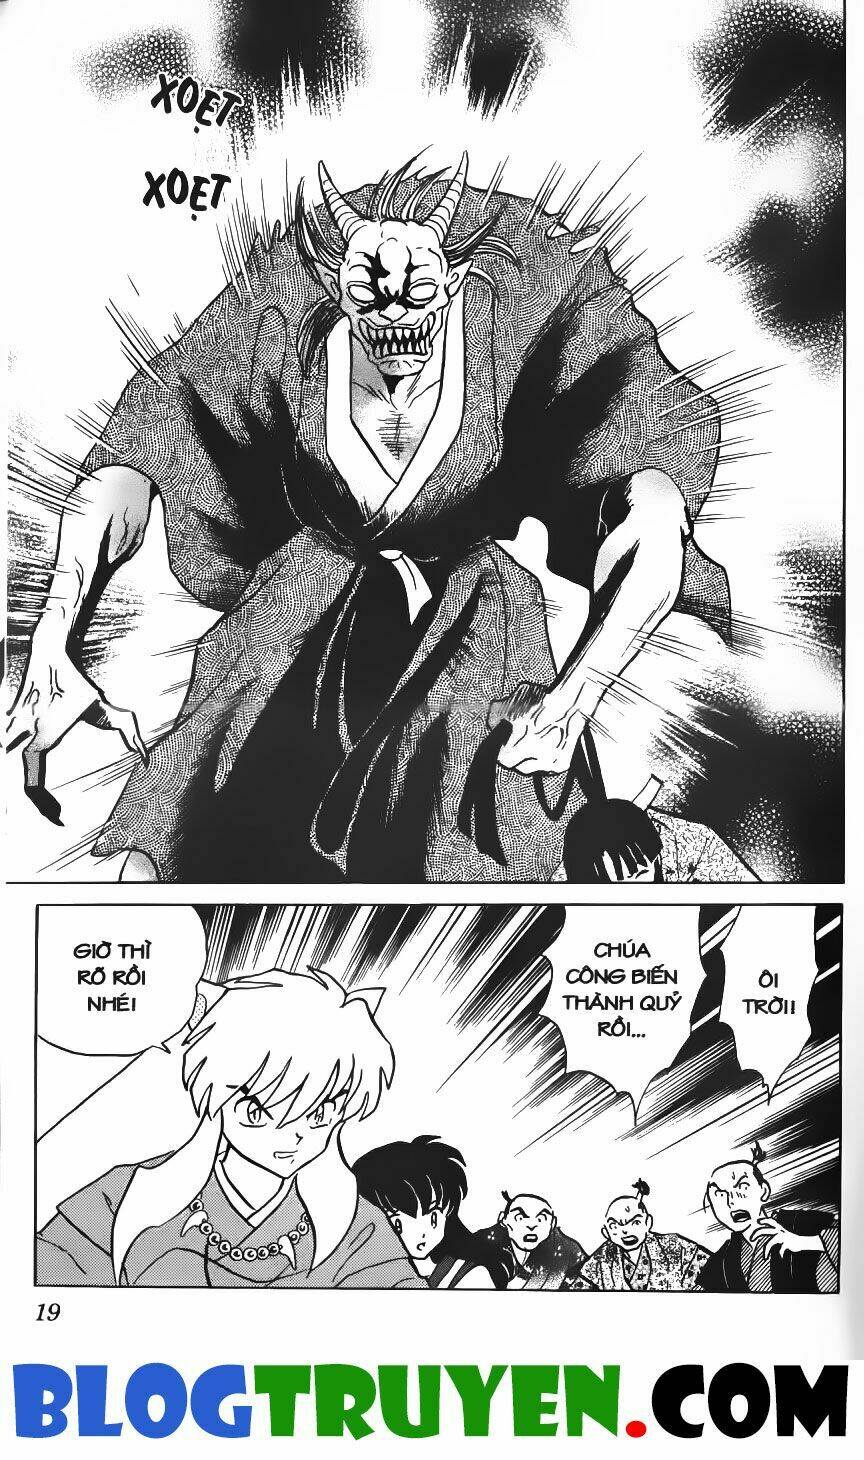 XOẸT
XOẸT
ÔI
TRỜI!
CHÚA
CÔNG BIẾN
THÀNH QUỶ
RỒI...
GIỜ THÌ
RÕ RỒI
NHÉ!
19
BLOGTRUYEN.COM